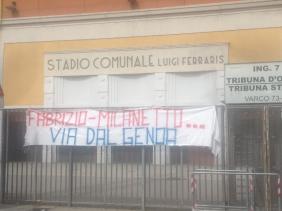 STADIO COMUNALE LUIGI FERRARIS
ING. 7
TRIBUNA D'O
TRIBUNA ST
VARCO 73-
FABRIZIO-MILANETTO...
VIA DAL GENOA